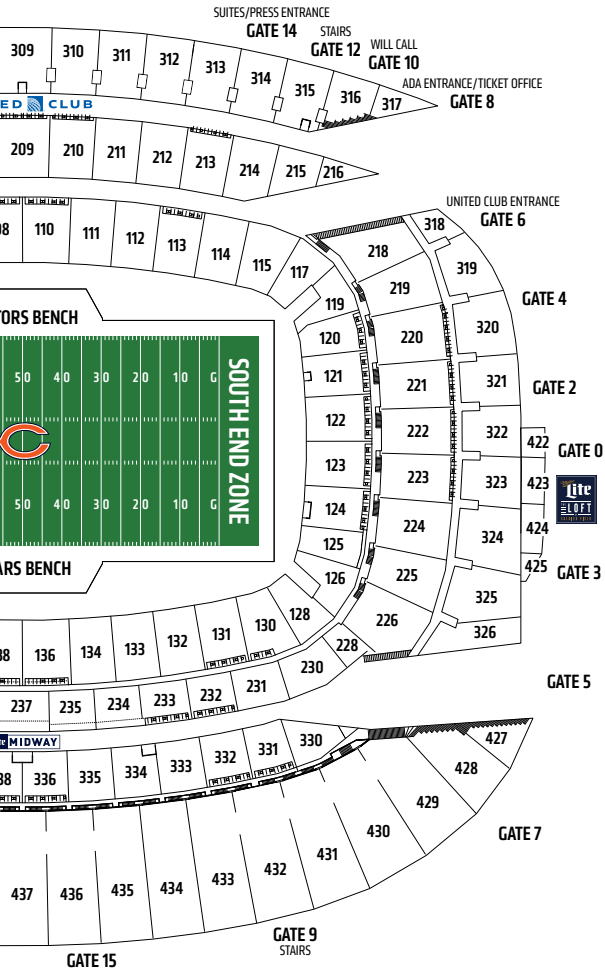 SUITES/PRESS ENTRANCE
GATE 14
STAIRS
GATE 12
WILL CALL
GATE 10
ADA ENTRANCE/TICKET OFFICE
GATE 8
309 310 311 312 313 314 315 316 317
CLUB
209 210 211 212 213 214 215 216
UNITED CLUB ENTRANCE
GATE 6
110 111 112 113 114 115 117
318
218
319
219
GATE 4
119
BENCH
120 220 320
50 40 30 20 10 G
SOUTH END ZONE
121 221 321
GATE 2
122 222 322 422
GATE 0
123 223 323 423
Lite
LOFT
50 40 30 20 10 G
124 224 324 424
125 225 425
GATE 3
BENCH
126 325
128 226 326
136 134 133 132 131 130
228
230
237 235 234 233 232 231
GATE 5
MIDWAY
336 335 334 333 332 331 330
427
428
429
430
431
432
433
434
435
436
437
GATE 7
GATE 9
STAIRS
GATE 15